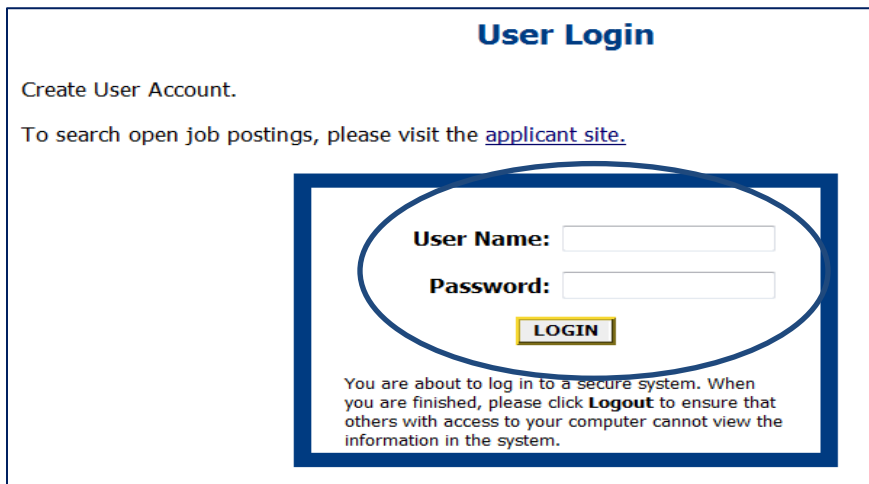 User Login
Create User Account.
To search open job postings, please visit the applicant site.
User Name:
Password:
LOGIN
You are about to log in to a secure system. When
you are finished, please click Logout to ensure that
others with access to your computer cannot view the
information in the system.